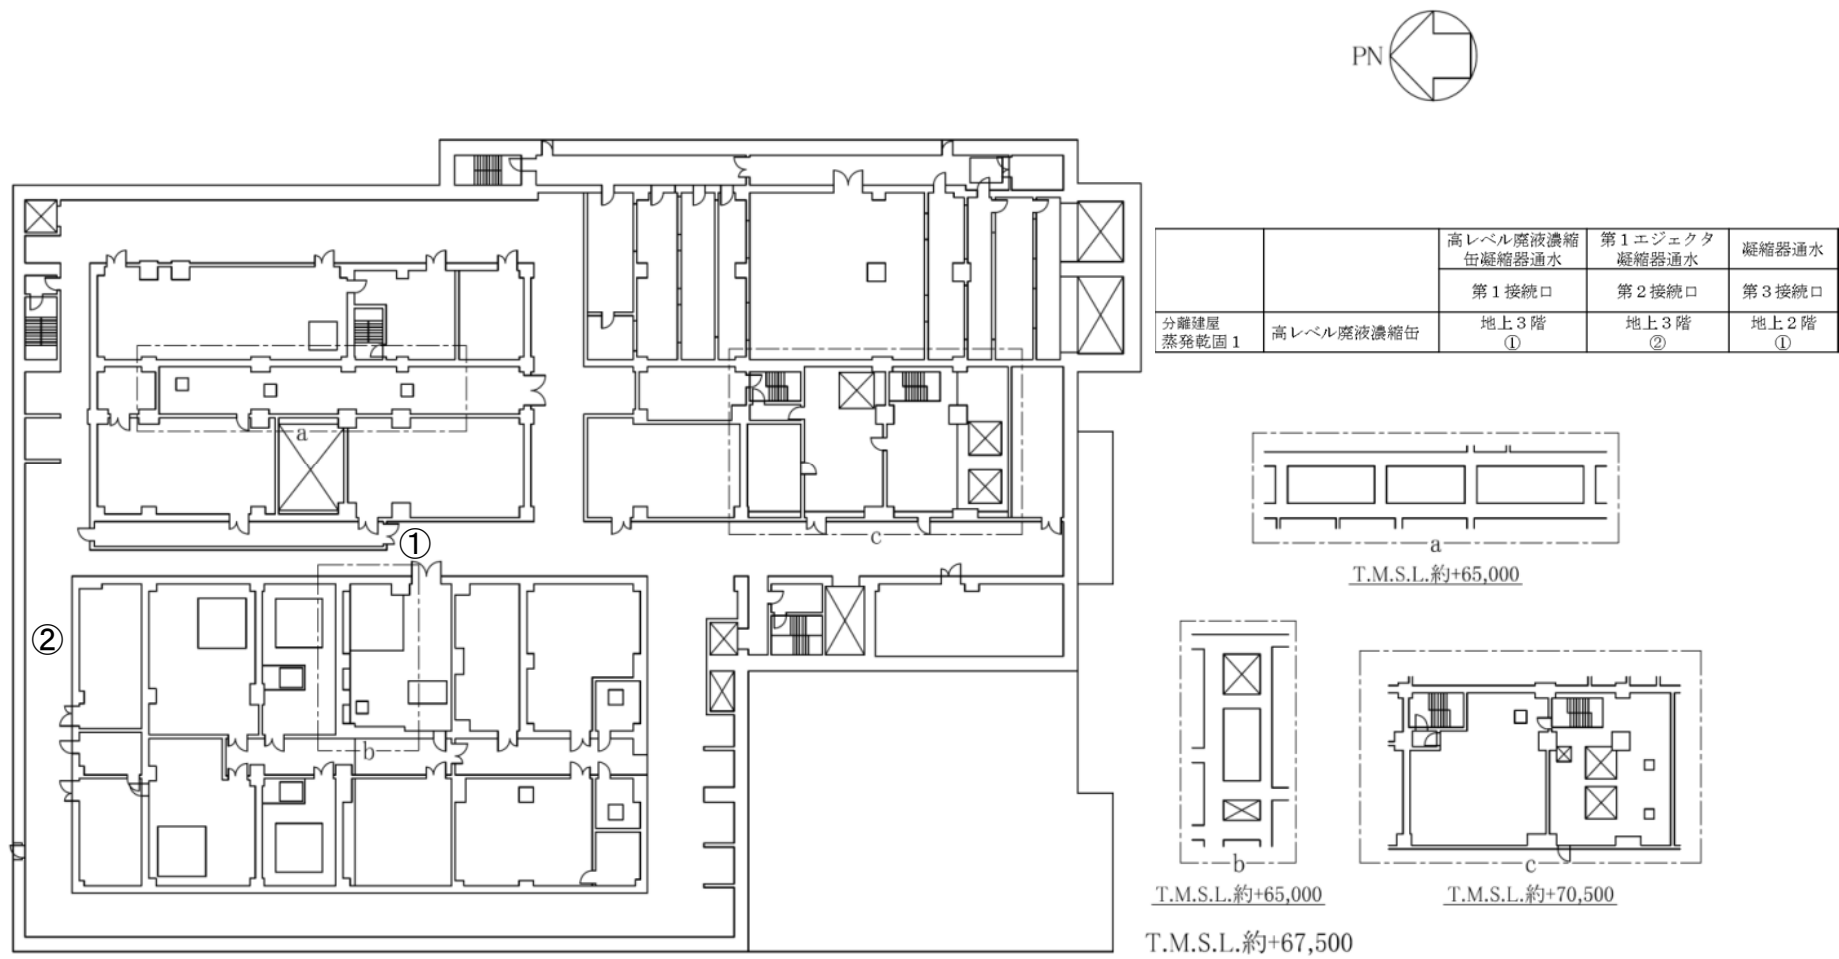 PN
高レベル廃液濃縮
缶凝縮器通水
第1エジェクタ
凝縮器通水
凝縮器通水
第1接続口
第2接続口
第3接続口
分離建屋
蒸発乾固1
高レベル廃液濃縮缶
地上3階
①
地上3階
②
地上2階
①
a
c
①
②
b
a
T.M.S.L.約+65,000
b
T.M.S.L.約+65,000
c
T.M.S.L.約+70,500
T.M.S.L.約+67,500